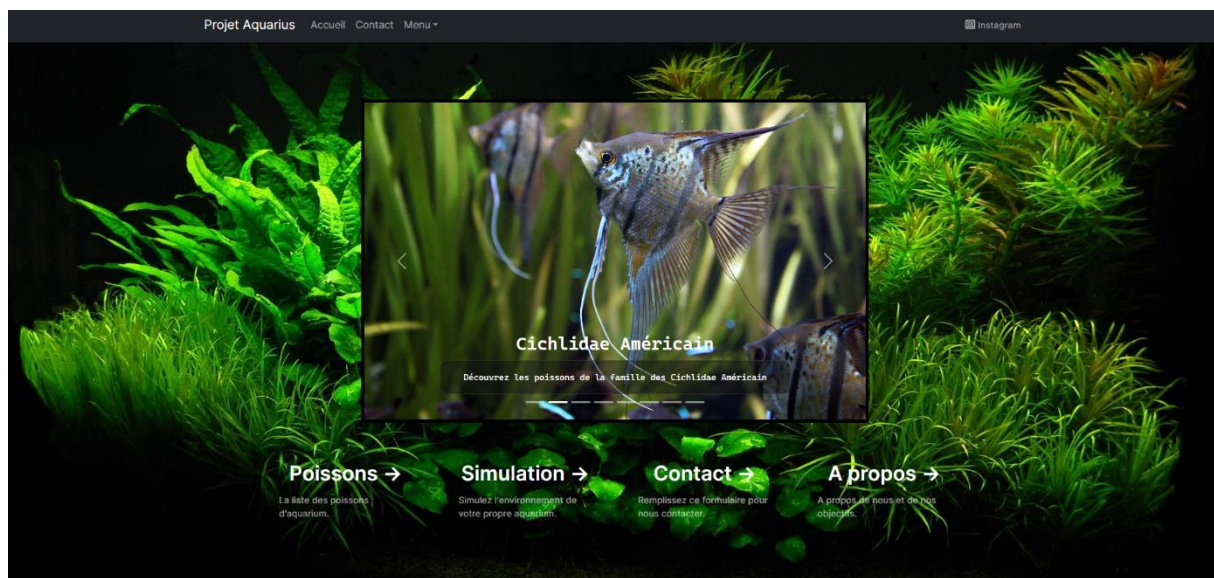 Projet Aquarius Accueil Contact Menu Instagram
Cichlidae Américain
Découvrez les poissons de la famille des Cichlidae Américain
Poissons → Simulation → Contact → A propos →
La liste des poissons Simulez l'environnement de Remplissez ce formulaire pour A propos de nous et de nos
d'aquarium. votre propre aquarium. nous contacter. objectifs.